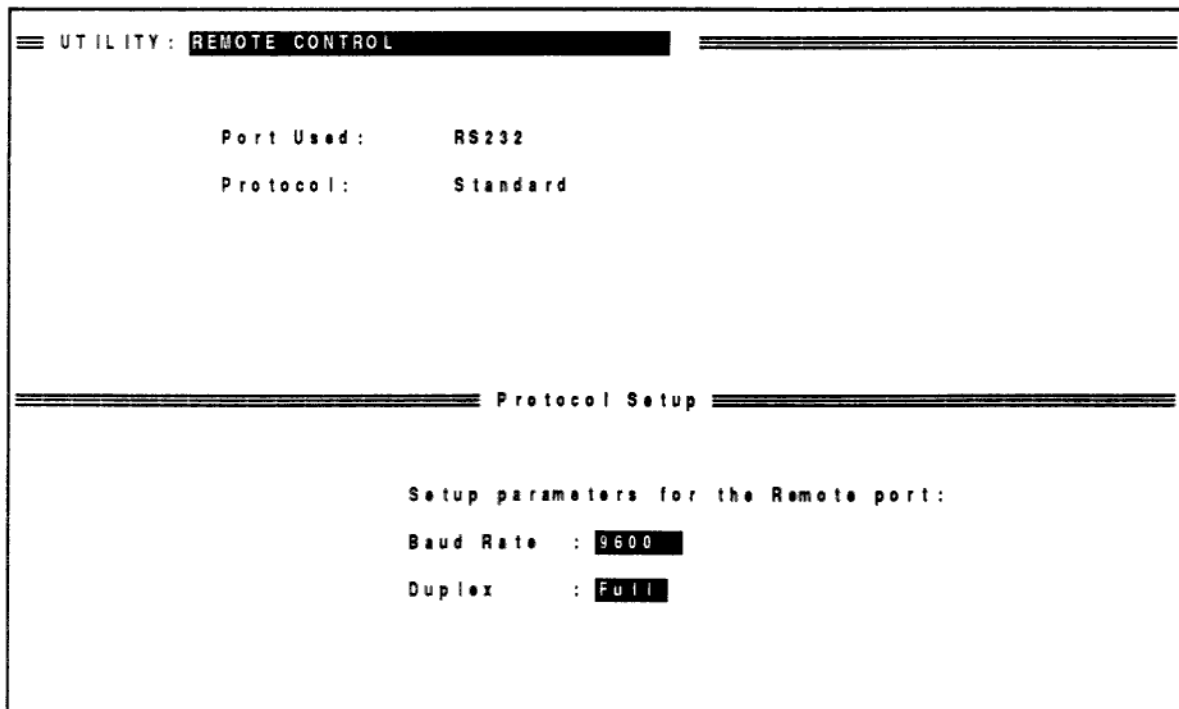 UTILITY: REMOTE CONTROL
Port Used: RS232
Protocol: Standard
Protocol Setup
Setup parameters for the Remote port:
Baud Rate : 9600
Duplex : Full